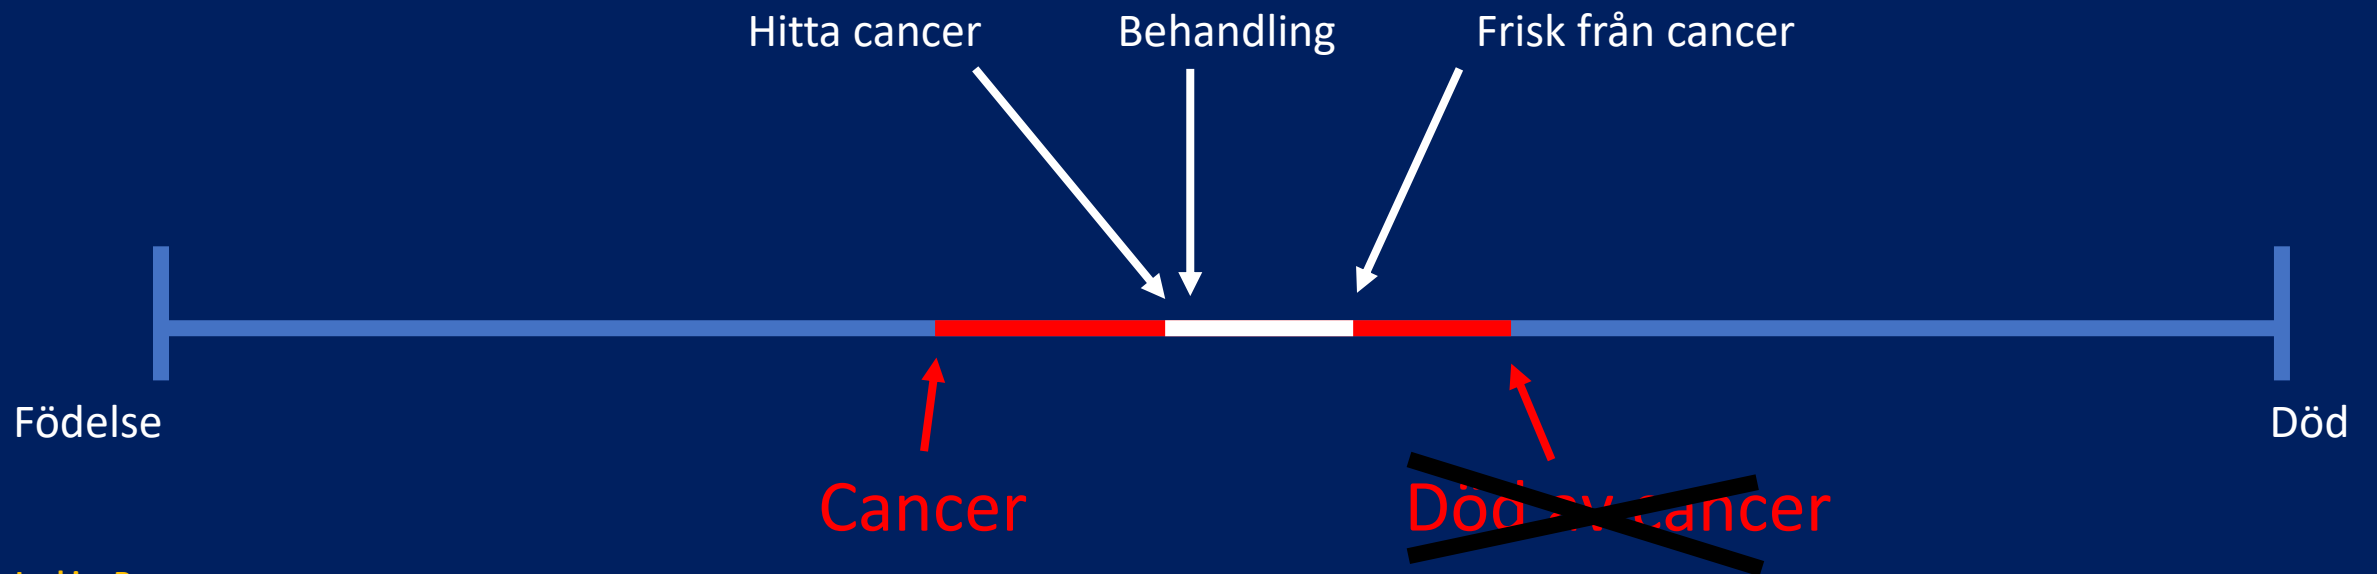 Hitta cancer
Behandling
Frisk från cancer
Födelse
Död
Cancer
Död av cancer